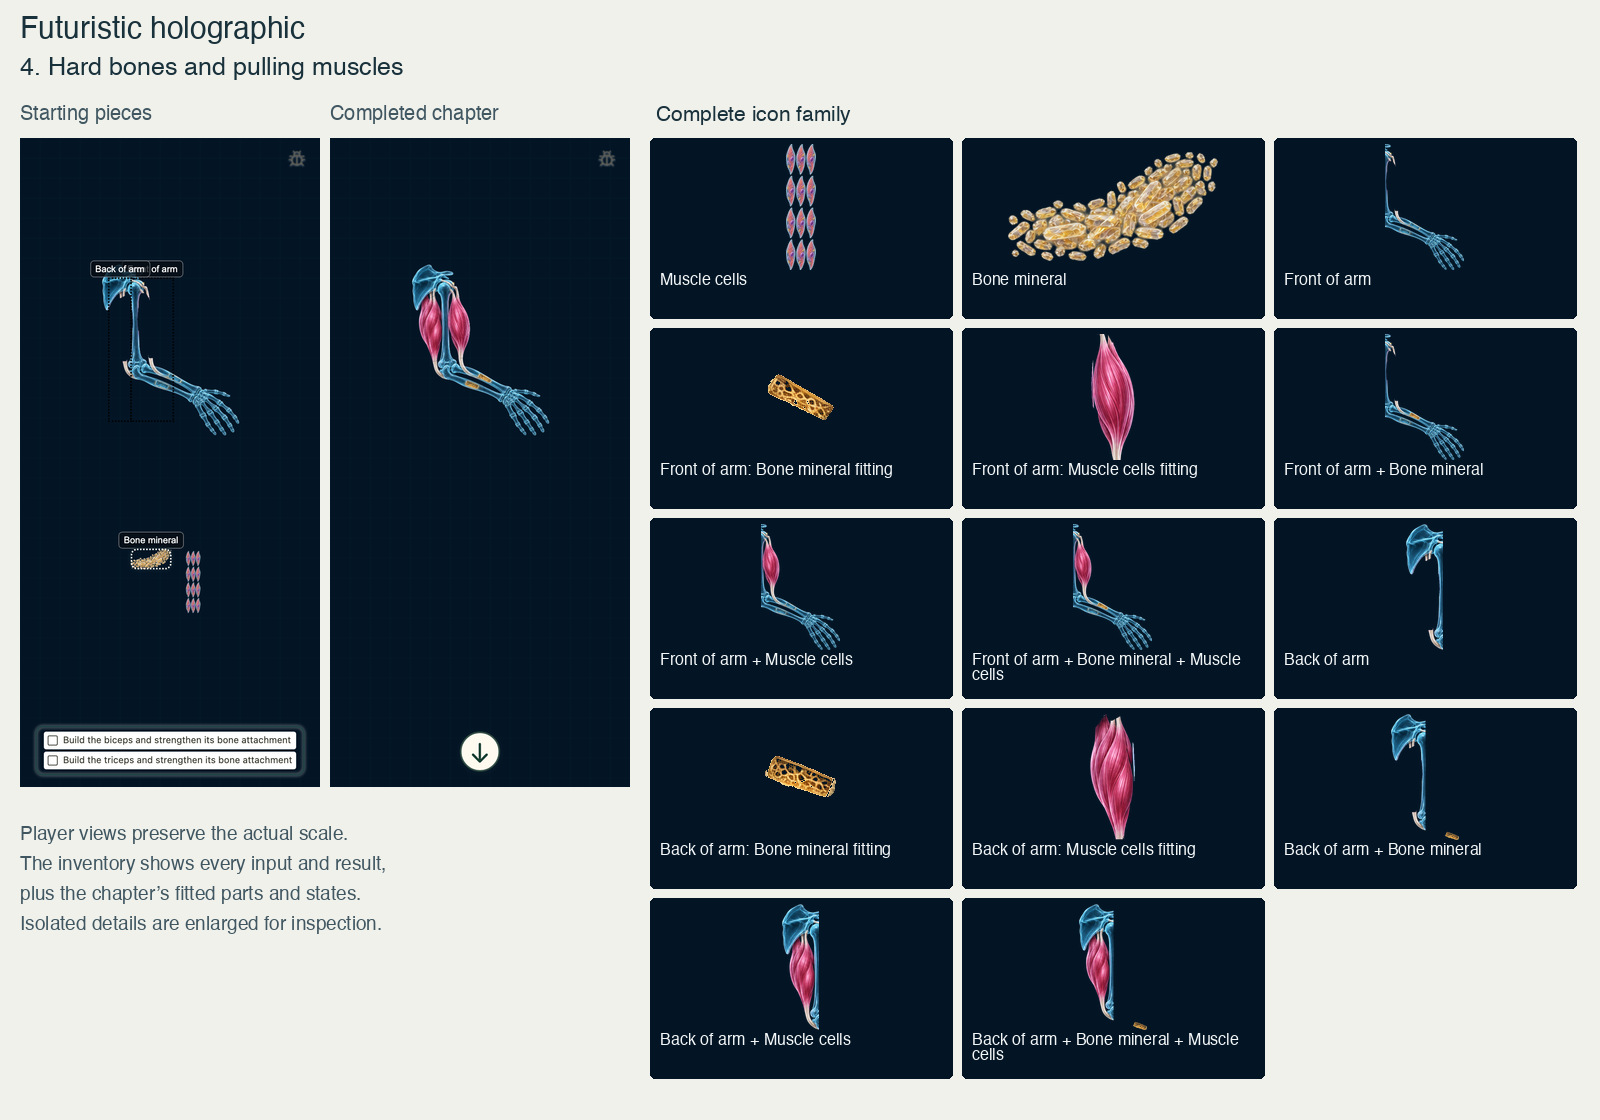 Futuristic holographic
4. Hard bones and pulling muscles
Starting pieces
Completed chapter
Complete icon family
Back of arm
of arm
Bone mineral
Build the biceps and strengthen its bone attachment
Build the triceps and strengthen its bone attachment
Player views preserve the actual scale.
The inventory shows every input and result,
plus the chapter’s fitted parts and states.
Isolated details are enlarged for inspection.
Muscle cells
Bone mineral
Front of arm
Front of arm: Bone mineral fitting
Front of arm: Muscle cells fitting
Front of arm + Bone mineral
Front of arm + Muscle cells
Front of arm + Bone mineral + Muscle
cells
Back of arm
Back of arm: Bone mineral fitting
Back of arm: Muscle cells fitting
Back of arm + Bone mineral
Back of arm + Muscle cells
Back of arm + Bone mineral + Muscle
cells